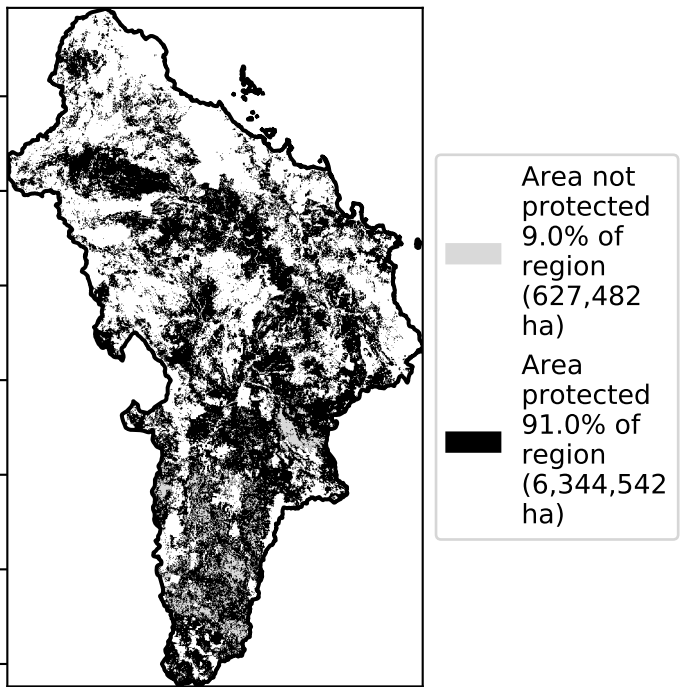 Area not
protected
9.0% of
region
(627,482
ha)
Area
protected
91.0% of
region
(6,344,542
ha)